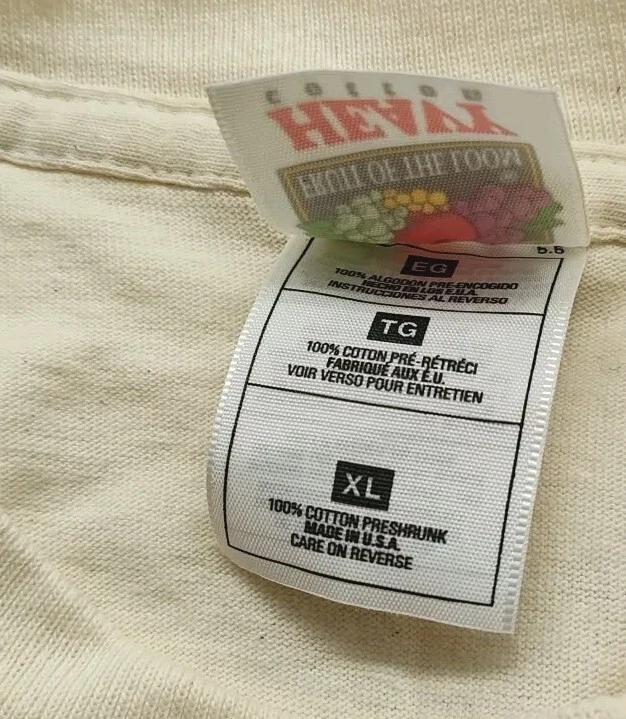 HEAVY
FRUIT OF THE LOOM
5.5
EG
100% ALGODON PRE-ENCOGIDO
HECHO EN LOS E.U.A.
INSTRUCCIONES AL REVERSO
TG
100% COTON PRÉ-RÉTRÉCI
FABRIQUÉ AUX É.U.
VOIR VERSO POUR ENTRETIEN
XL
100% COTTON PRESHRUNK
MADE IN U.S.A.
CARE ON REVERSE